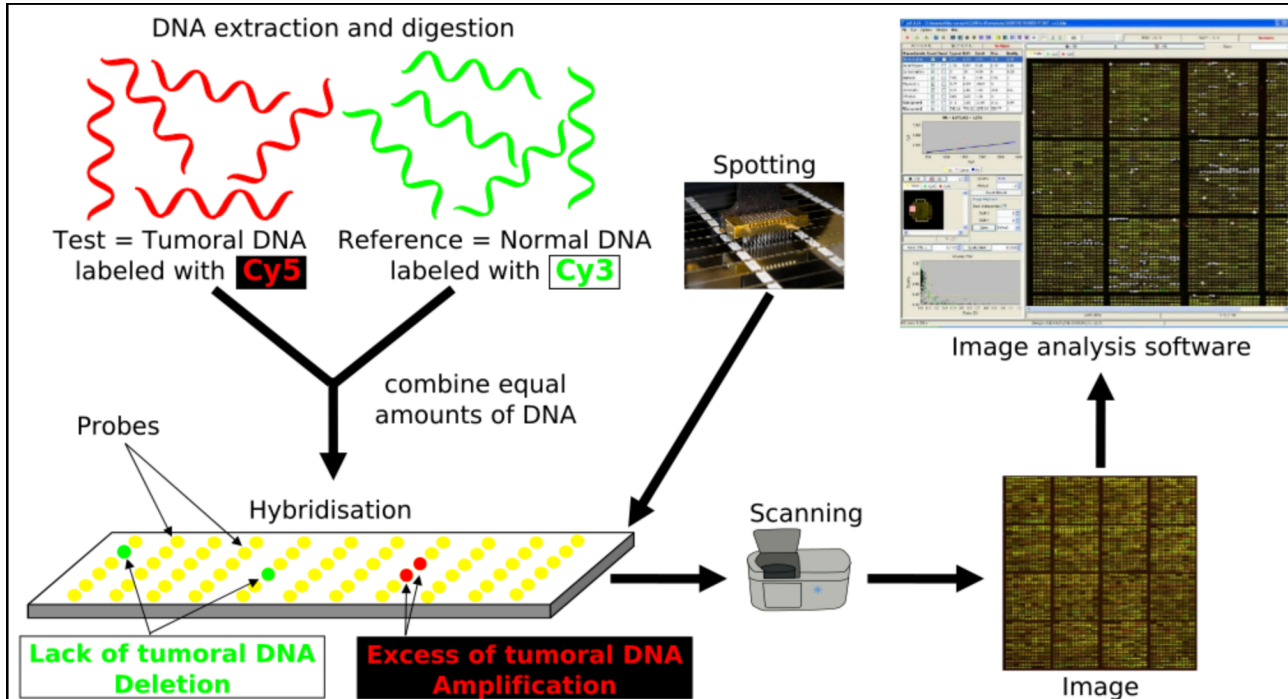 DNA extraction and digestion
Test = Tumoral DNA
labeled with Cy5
Reference = Normal DNA
labeled with Cy3
Spotting
combine equal
amounts of DNA
Probes
Hybridisation
Lack of tumoral DNA
Deletion
Excess of tumoral DNA
Amplification
Scanning
Image
Image analysis software